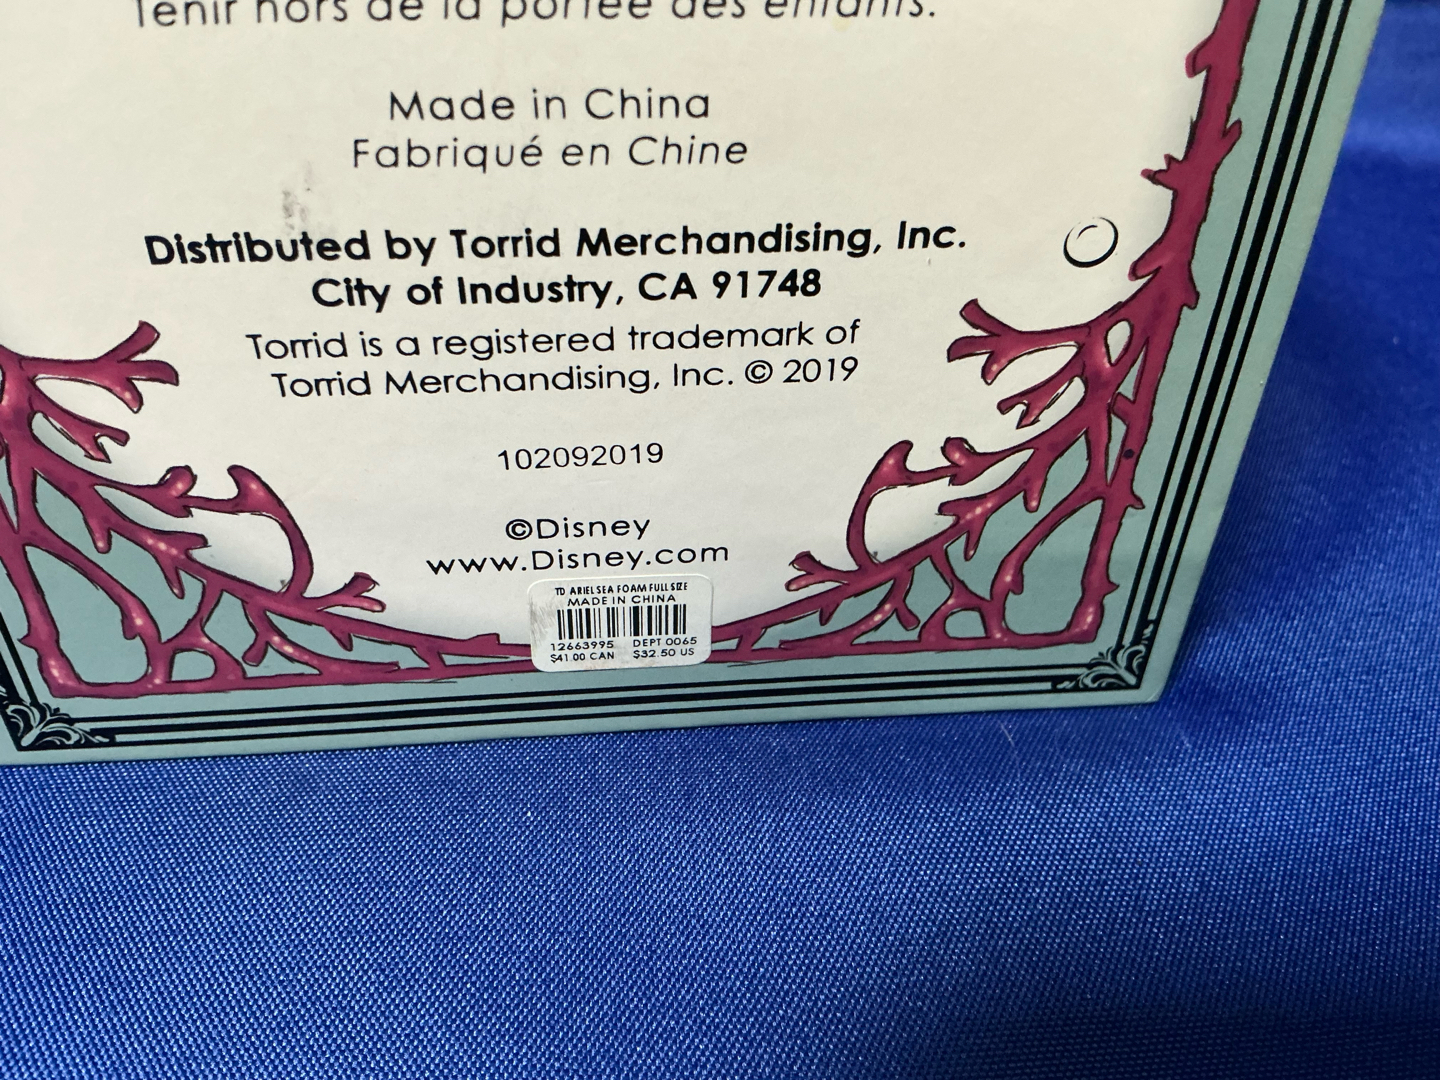 Tenir hors de la portée des enfants.
Made in China
Fabriqué en Chine
Distributed by Torrid Merchandising, Inc.
City of Industry, CA 91748
Torrid is a registered trademark of
Torrid Merchandising, Inc. © 2019
102092019
©Disney
www.Disney.com
TD ARIEL SEA FOAM FULL SIZE
MADE IN CHINA
12663995 DEPT 0065
$41.00 CAN $32.50 US